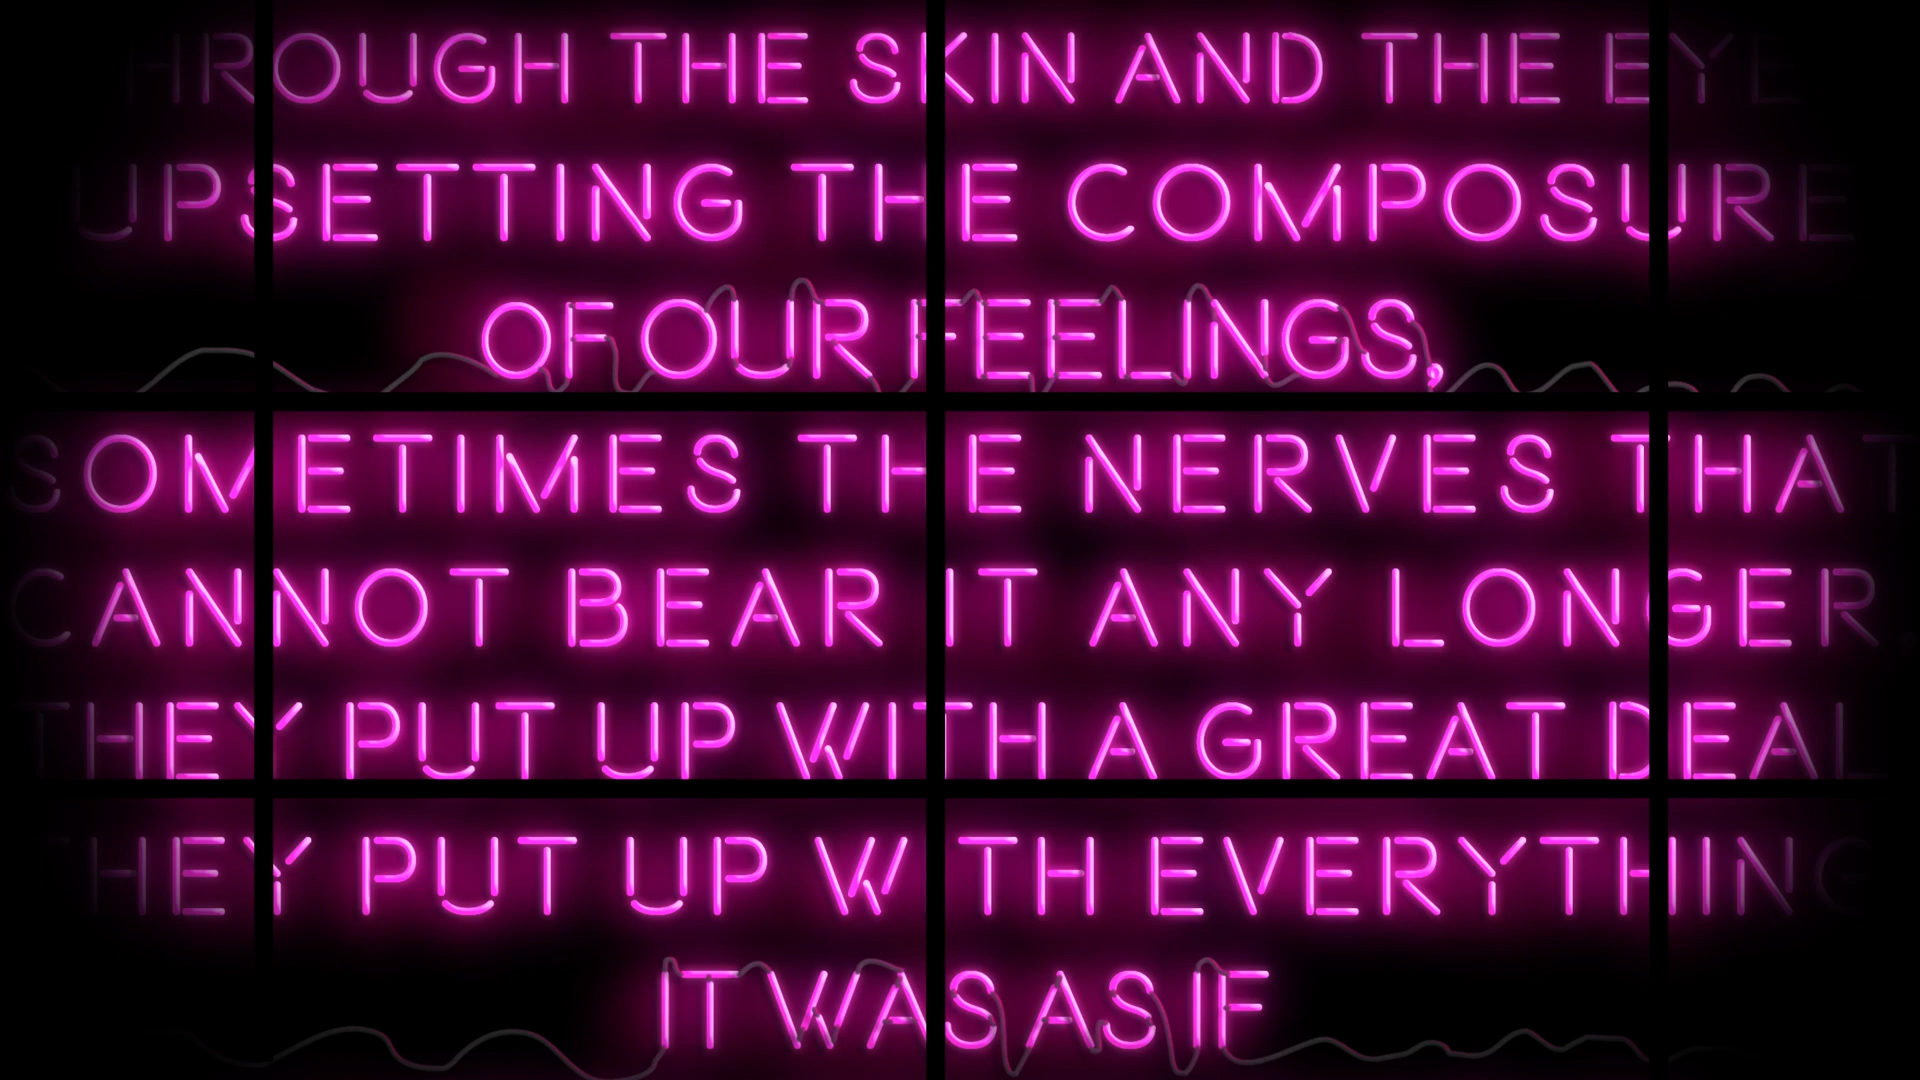 THROUGH THE SKIN AND THE EYE
UPSETTING THE COMPOSURE
OF OUR FEELINGS,
SOMETIMES THE NERVES THAT
CANNOT BEAR IT ANY LONGER,
THEY PUT UP WITH A GREAT DEAL
THEY PUT UP WITH EVERYTHING
IT WAS AS IF